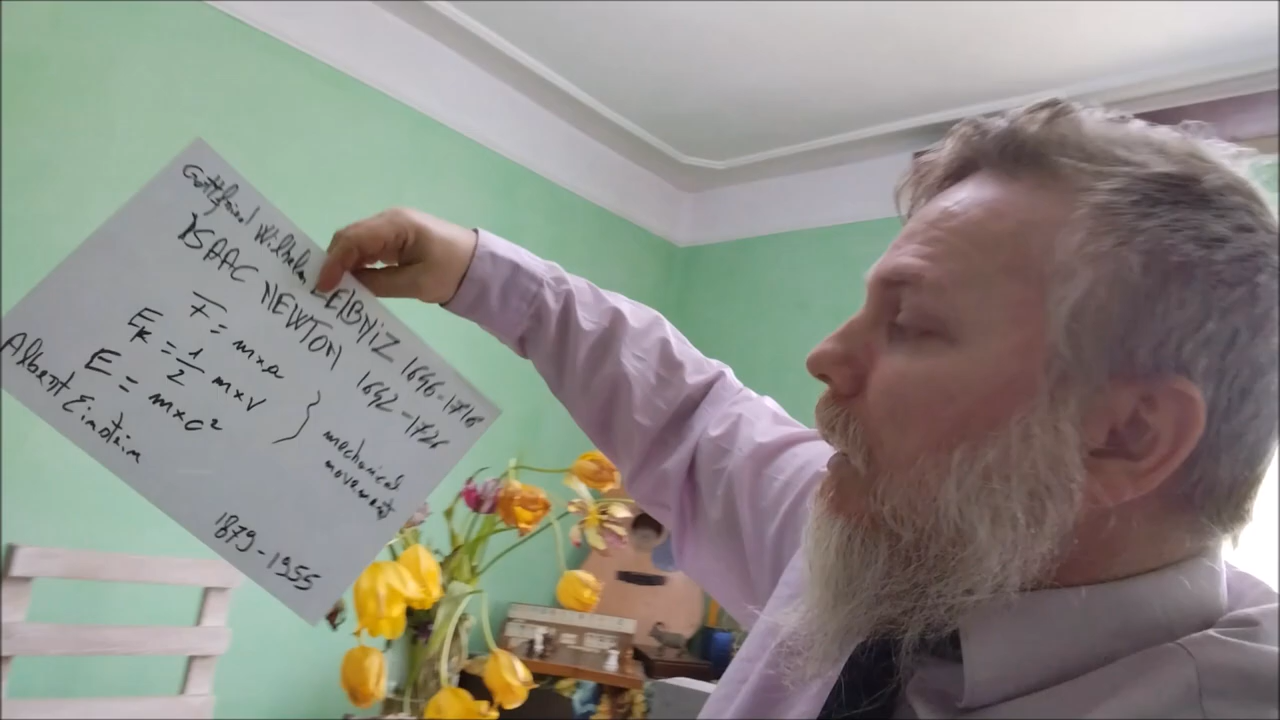 Gottfried Wilhelm LEIBNIZ 1646-1716
ISAAC NEWTON 1642-1726
F = m×a
Ek = 1/2 m×v } mechanical movement
E = m×c²
Albert Einstein 1879-1955